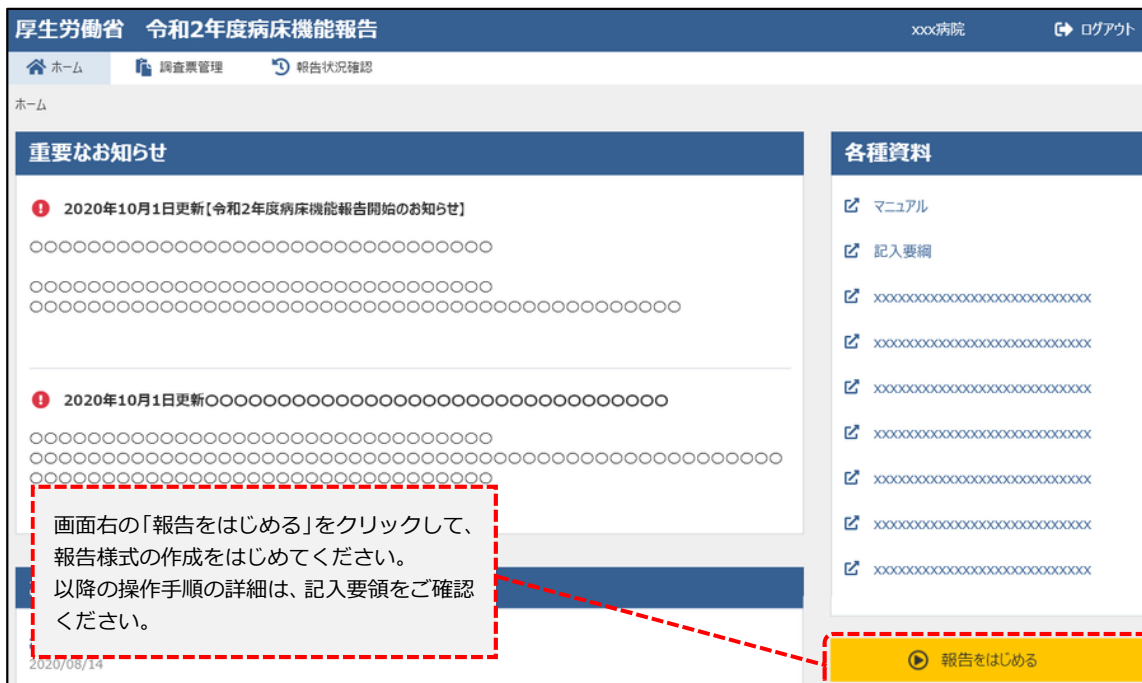 厚生労働省　令和2年度病床機能報告
xxx病院
ログアウト
ホーム
調査票管理
報告状況確認
ホーム
重要なお知らせ
2020年10月1日更新【令和2年度病床機能報告開始のお知らせ】
○○○○○○○○○○○○○○○○○○○○○○○○○○○○○○○○
○○○○○○○○○○○○○○○○○○○○○○○○○○○○○○○○
○○○○○○○○○○○○○○○○○○○○○○○○○○○○○○○○○○○○○○○○○○○○○
2020年10月1日更新○○○○○○○○○○○○○○○○○○○○○○○○○○○○○○○○
○○○○○○○○○○○○○○○○○○○○○○○○○○○○○○○○
○○○○○○○○○○○○○○○○○○○○○○○○○○○○○○○○○○○○○○○○○○○○○○○○○○○○
○○○○○○○○○○○○○○○○○○○○○○○○○○○○○○○○
画面右の「報告をはじめる」をクリックして、
報告様式の作成をはじめてください。
以降の操作手順の詳細は、記入要領をご確認
ください。
2020/08/14
各種資料
マニュアル
記入要綱
xxxxxxxxxxxxxxxxxxxxxxxxxxx
xxxxxxxxxxxxxxxxxxxxxxxxxxx
xxxxxxxxxxxxxxxxxxxxxxxxxxx
xxxxxxxxxxxxxxxxxxxxxxxxxxx
xxxxxxxxxxxxxxxxxxxxxxxxxxx
xxxxxxxxxxxxxxxxxxxxxxxxxxx
xxxxxxxxxxxxxxxxxxxxxxxxxxx
報告をはじめる